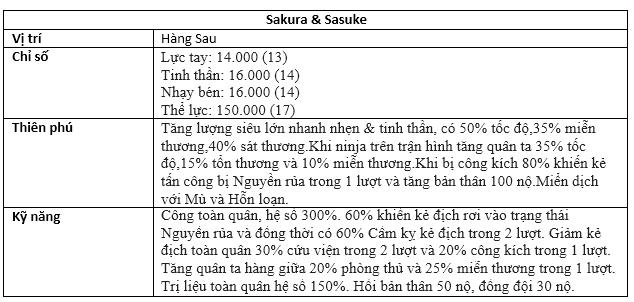 Sakura & Sasuke
Vị trí
Hàng Sau
Chỉ số
Lực tay: 14.000 (13)
Tinh thần: 16.000 (14)
Nhạy bén: 16.000 (14)
Thể lực: 150.000 (17)
Thiên phú
Tăng lượng siêu lớn nhanh nhẹn & tinh thần, có 50% tốc độ,35% miễn
thương,40% sát thương.Khi ninja trên trận hình tăng quân ta 35% tốc
độ,15% tổn thương và 10% miễn thương.Khi bị công kích 80% khiến kẻ
tấn công bị Nguyền rủa trong 1 lượt và tăng bản thân 100 nộ.Miễn dịch
với Mù và Hỗn loạn.
Kỹ năng
Công toàn quân, hệ số 300%. 60% khiến kẻ địch rơi vào trạng thái
Nguyền rủa và đồng thời có 60% Cấm kỵ kẻ địch trong 2 lượt. Giảm kẻ
địch toàn quân 30% cứu viện trong 2 lượt và 20% công kích trong 1 lượt.
Tăng quân ta hàng giữa 20% phòng thủ và 25% miễn thương trong 1 lượt.
Trị liệu toàn quân hệ số 150%. Hồi bản thân 50 nộ, đồng đội 30 nộ.